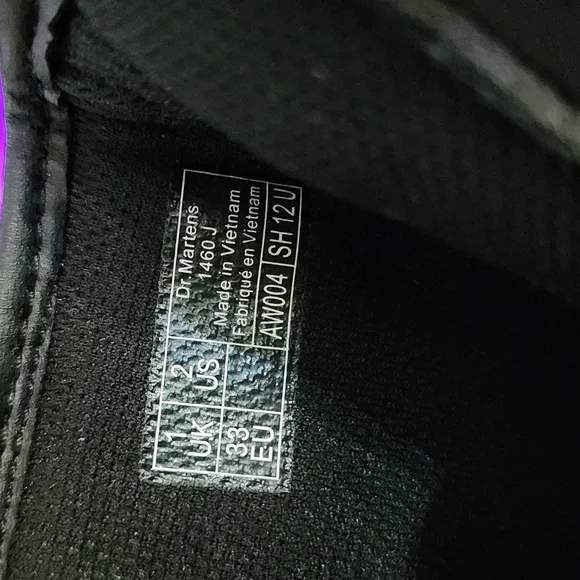 Dr.Martens
1460 J
Made in Vietnam
Fabriqué en Vietnam
AW004 SH 12 U
1 2
UK US
33
EU